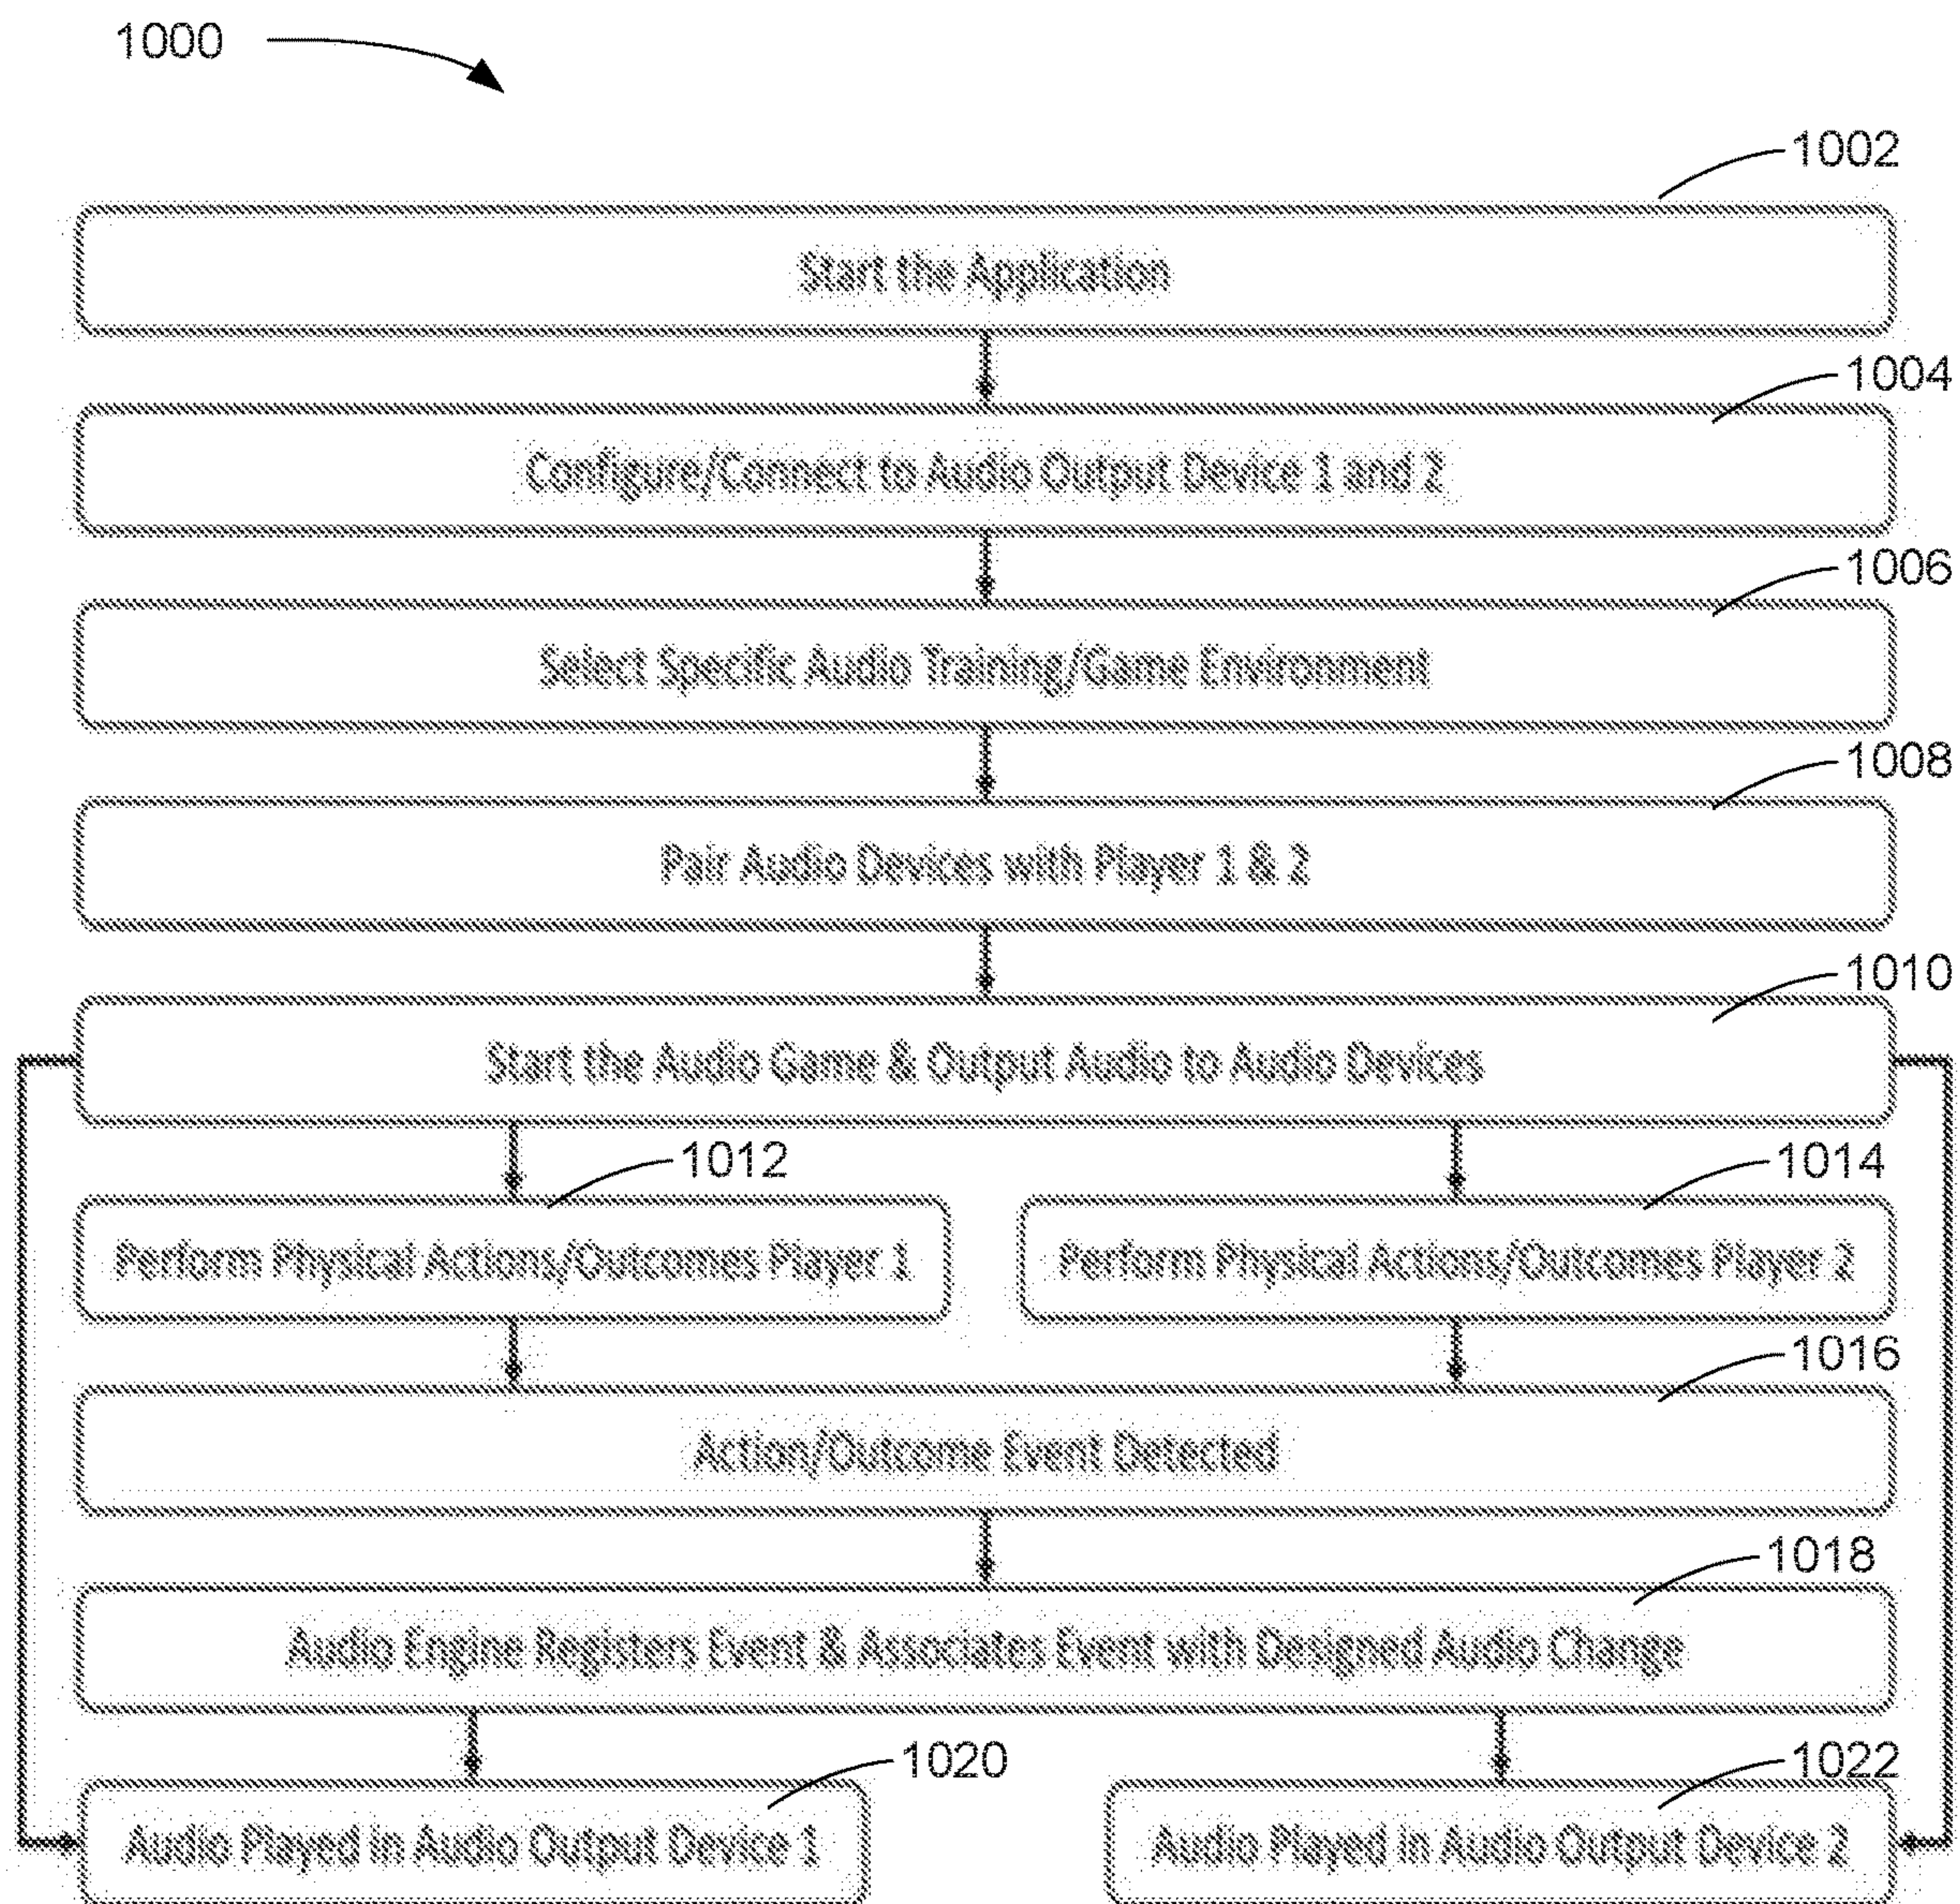 1000
1002
Start the Application
1004
Configure/Connect to Audio Output Device 1 and 2
1006
Select Specific Audio Training/Game Environment
1008
Pair Audio Devices with Player 1 & 2
1010
Start the Audio Game & Output Audio to Audio Devices
1012
1014
Perform Physical Actions/Outcomes Player 1
Perform Physical Actions/Outcomes Player 2
1016
Action/Outcome Event Detected
1018
Audio Engine Registers Event & Associates Event with Designed Audio Change
1020
1022
Audio Played in Audio Output Device 1
Audio Played in Audio Output Device 2